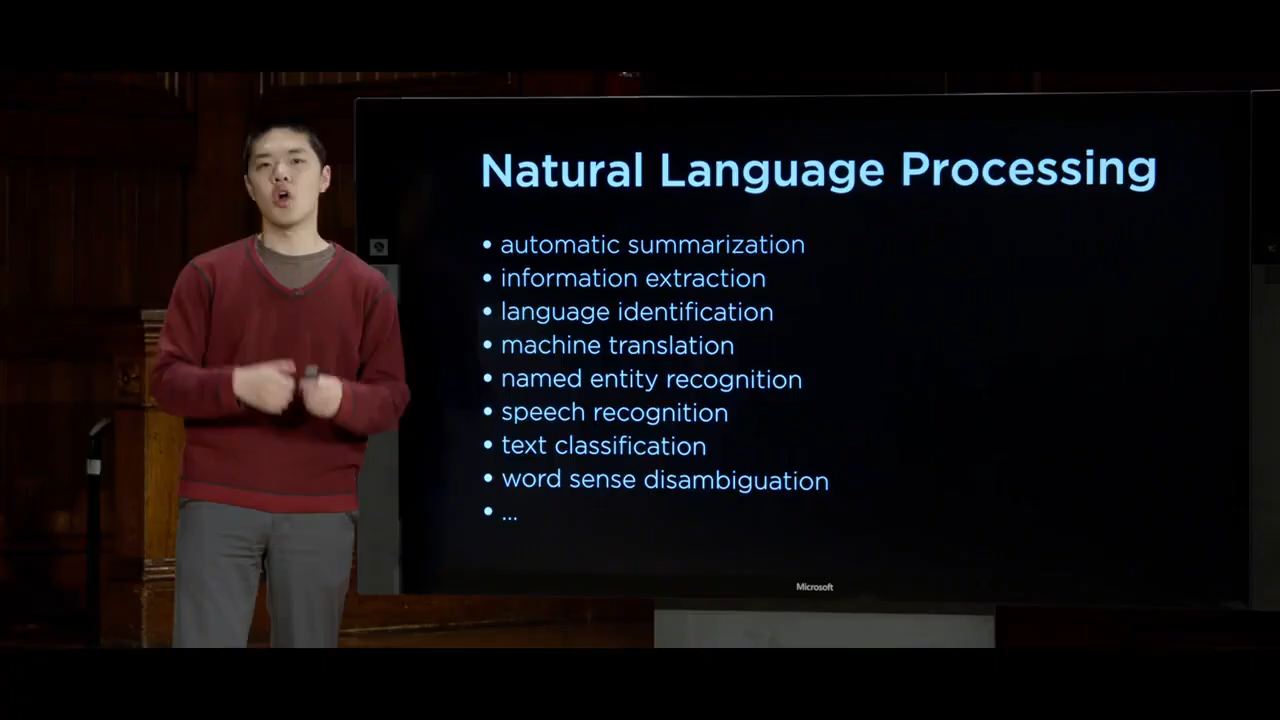 Natural Language Processing
• automatic summarization
• information extraction
• language identification
• machine translation
• named entity recognition
• speech recognition
• text classification
• word sense disambiguation
• ...
Microsoft